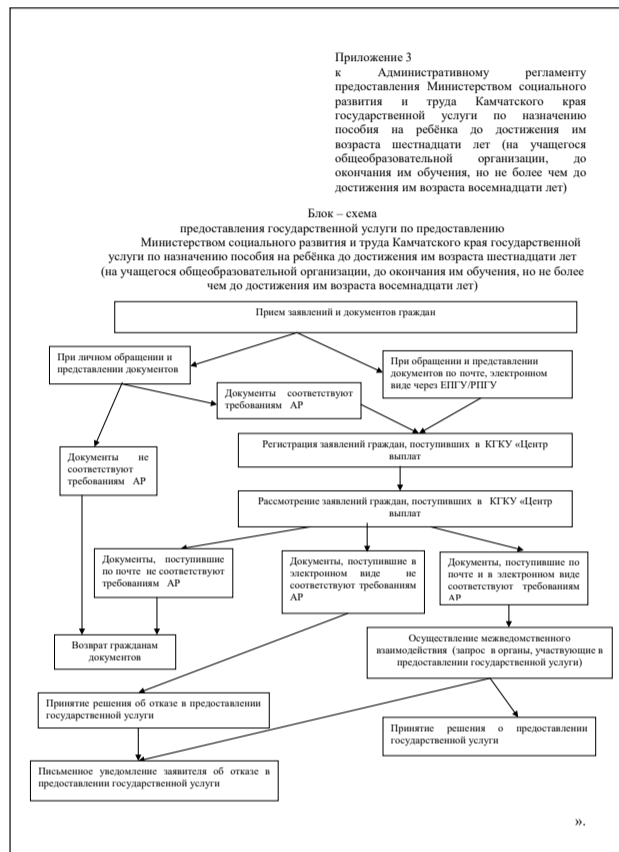 Приложение 3
к Административному регламенту
предоставления Министерством социального
развития и труда Камчатского края
государственной услуги по назначению
пособия на ребёнка до достижения им
возраста шестнадцати лет (на учащегося
общеобразовательной организации, до
окончания им обучения, но не более чем до
достижения им возраста восемнадцати лет)
Блок – схема
предоставления государственной услуги по предоставлению
Министерством социального развития и труда Камчатского края государственной
услуги по назначению пособия на ребёнка до достижения им возраста шестнадцати лет
(на учащегося общеобразовательной организации, до окончания им обучения, но не более
чем до достижения им возраста восемнадцати лет)
Прием заявлений и документов граждан
При личном обращении и
представлении документов
При обращении и представлении
документов по почте, электронном
виде через ЕПГУ/РПГУ
Документы соответствуют
требованиям АР
Документы не
соответствуют
требованиям АР
Регистрация заявлений граждан, поступивших в КГКУ «Центр
выплат
Рассмотрение заявлений граждан, поступивших в КГКУ «Центр
выплат
Документы, поступившие
по почте не соответствуют
требованиям АР
Документы, поступившие в
электронном виде не
соответствуют требованиям
АР
Документы, поступившие по
почте и в электронном виде
соответствуют требованиям
АР
Возврат гражданам
документов
Осуществление межведомственного
взаимодействия (запрос в органы, участвующие в
предоставлении государственной услуги)
Принятие решения об отказе в предоставлении
государственной услуги
Принятие решения о предоставлении
государственной услуги
Письменное уведомление заявителя об отказе в
предоставлении государственной услуги
».